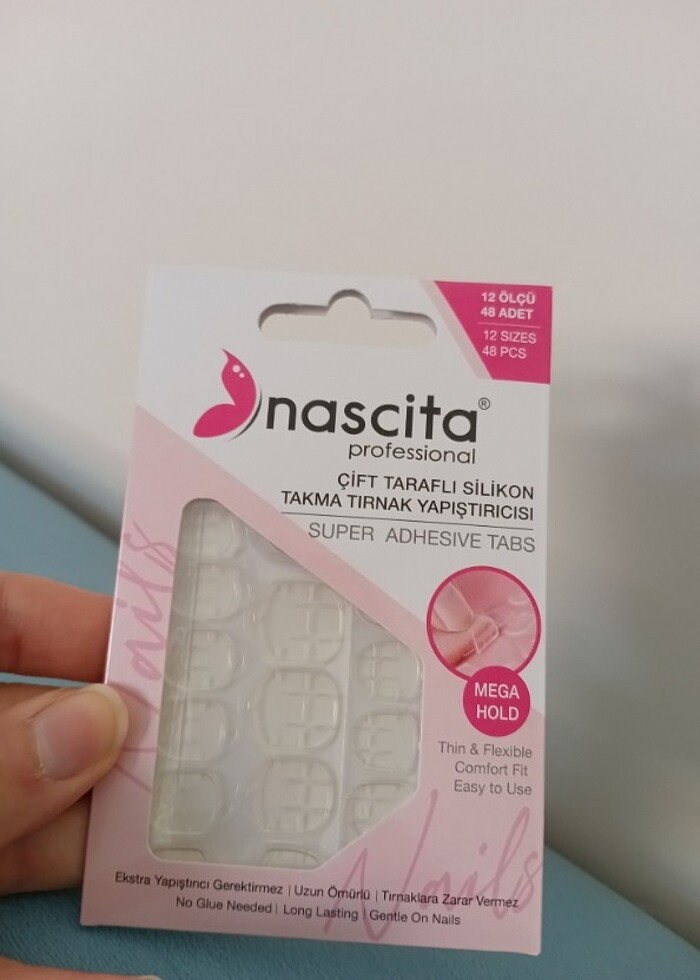 12 ÖLÇÜ
48 ADET
12 SIZES
48 PCS
nascita®
professional
ÇİFT TARAFLI SİLİKON
TAKMA TIRNAK YAPIŞTIRICISI
SUPER ADHESIVE TABS
Nails
MEGA
HOLD
Thin & Flexible
Comfort Fit
Easy to Use
Nails
Ekstra Yapıştırıcı Gerektirmez | Uzun Ömürlü | Tırnaklara Zarar Vermez
No Glue Needed | Long Lasting | Gentle On Nails